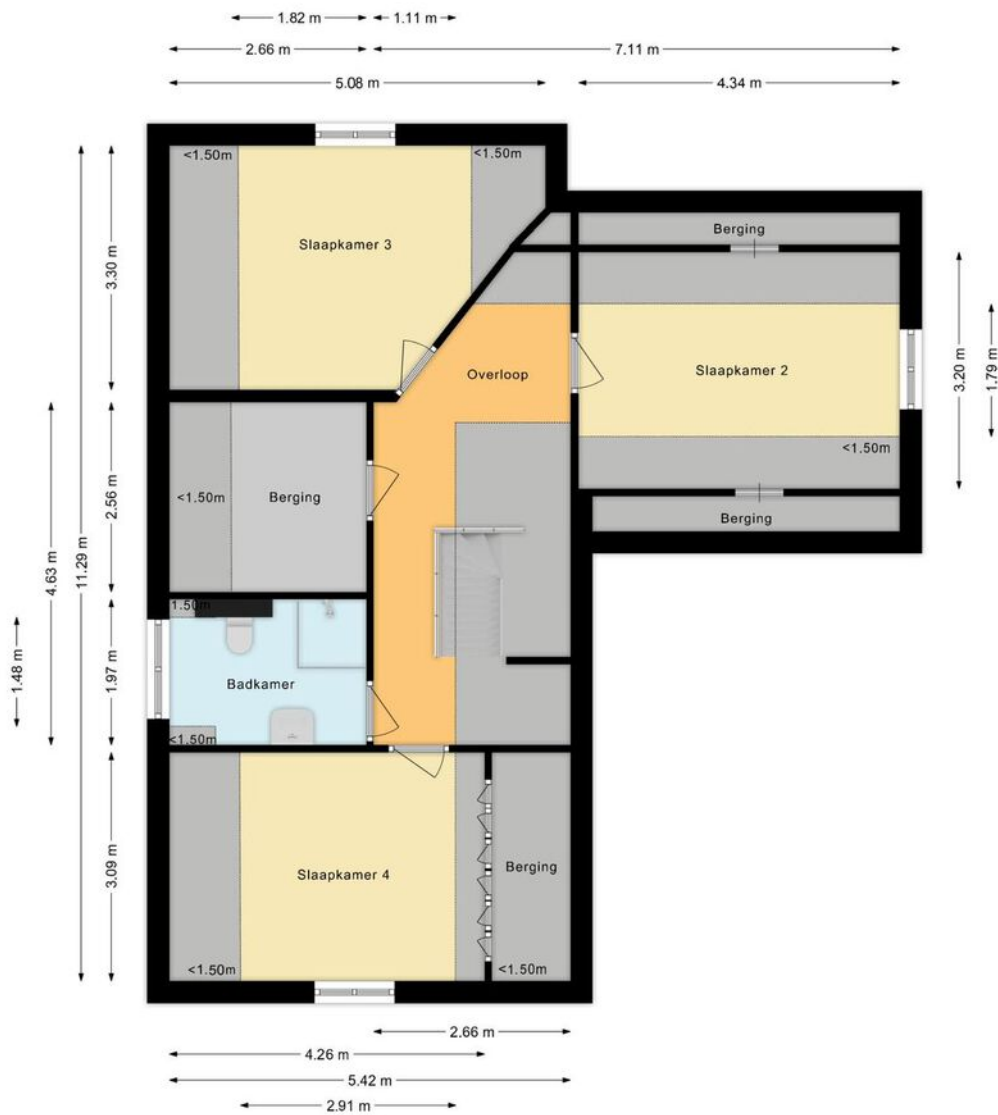 1.82 m
1.11 m
2.66 m
7.11 m
5.08 m
4.34 m
<1.50m
<1.50m
Berging
Slaapkamer 3
3.30 m
Overloop
Slaapkamer 2
3.20 m
1.79 m
<1.50m
<1.50m
Berging
2.56 m
Berging
4.63 m
11.29 m
1.50m
1.48 m
1.97 m
Badkamer
<1.50m
3.09 m
Slaapkamer 4
Berging
<1.50m
<1.50m
2.66 m
4.26 m
5.42 m
2.91 m